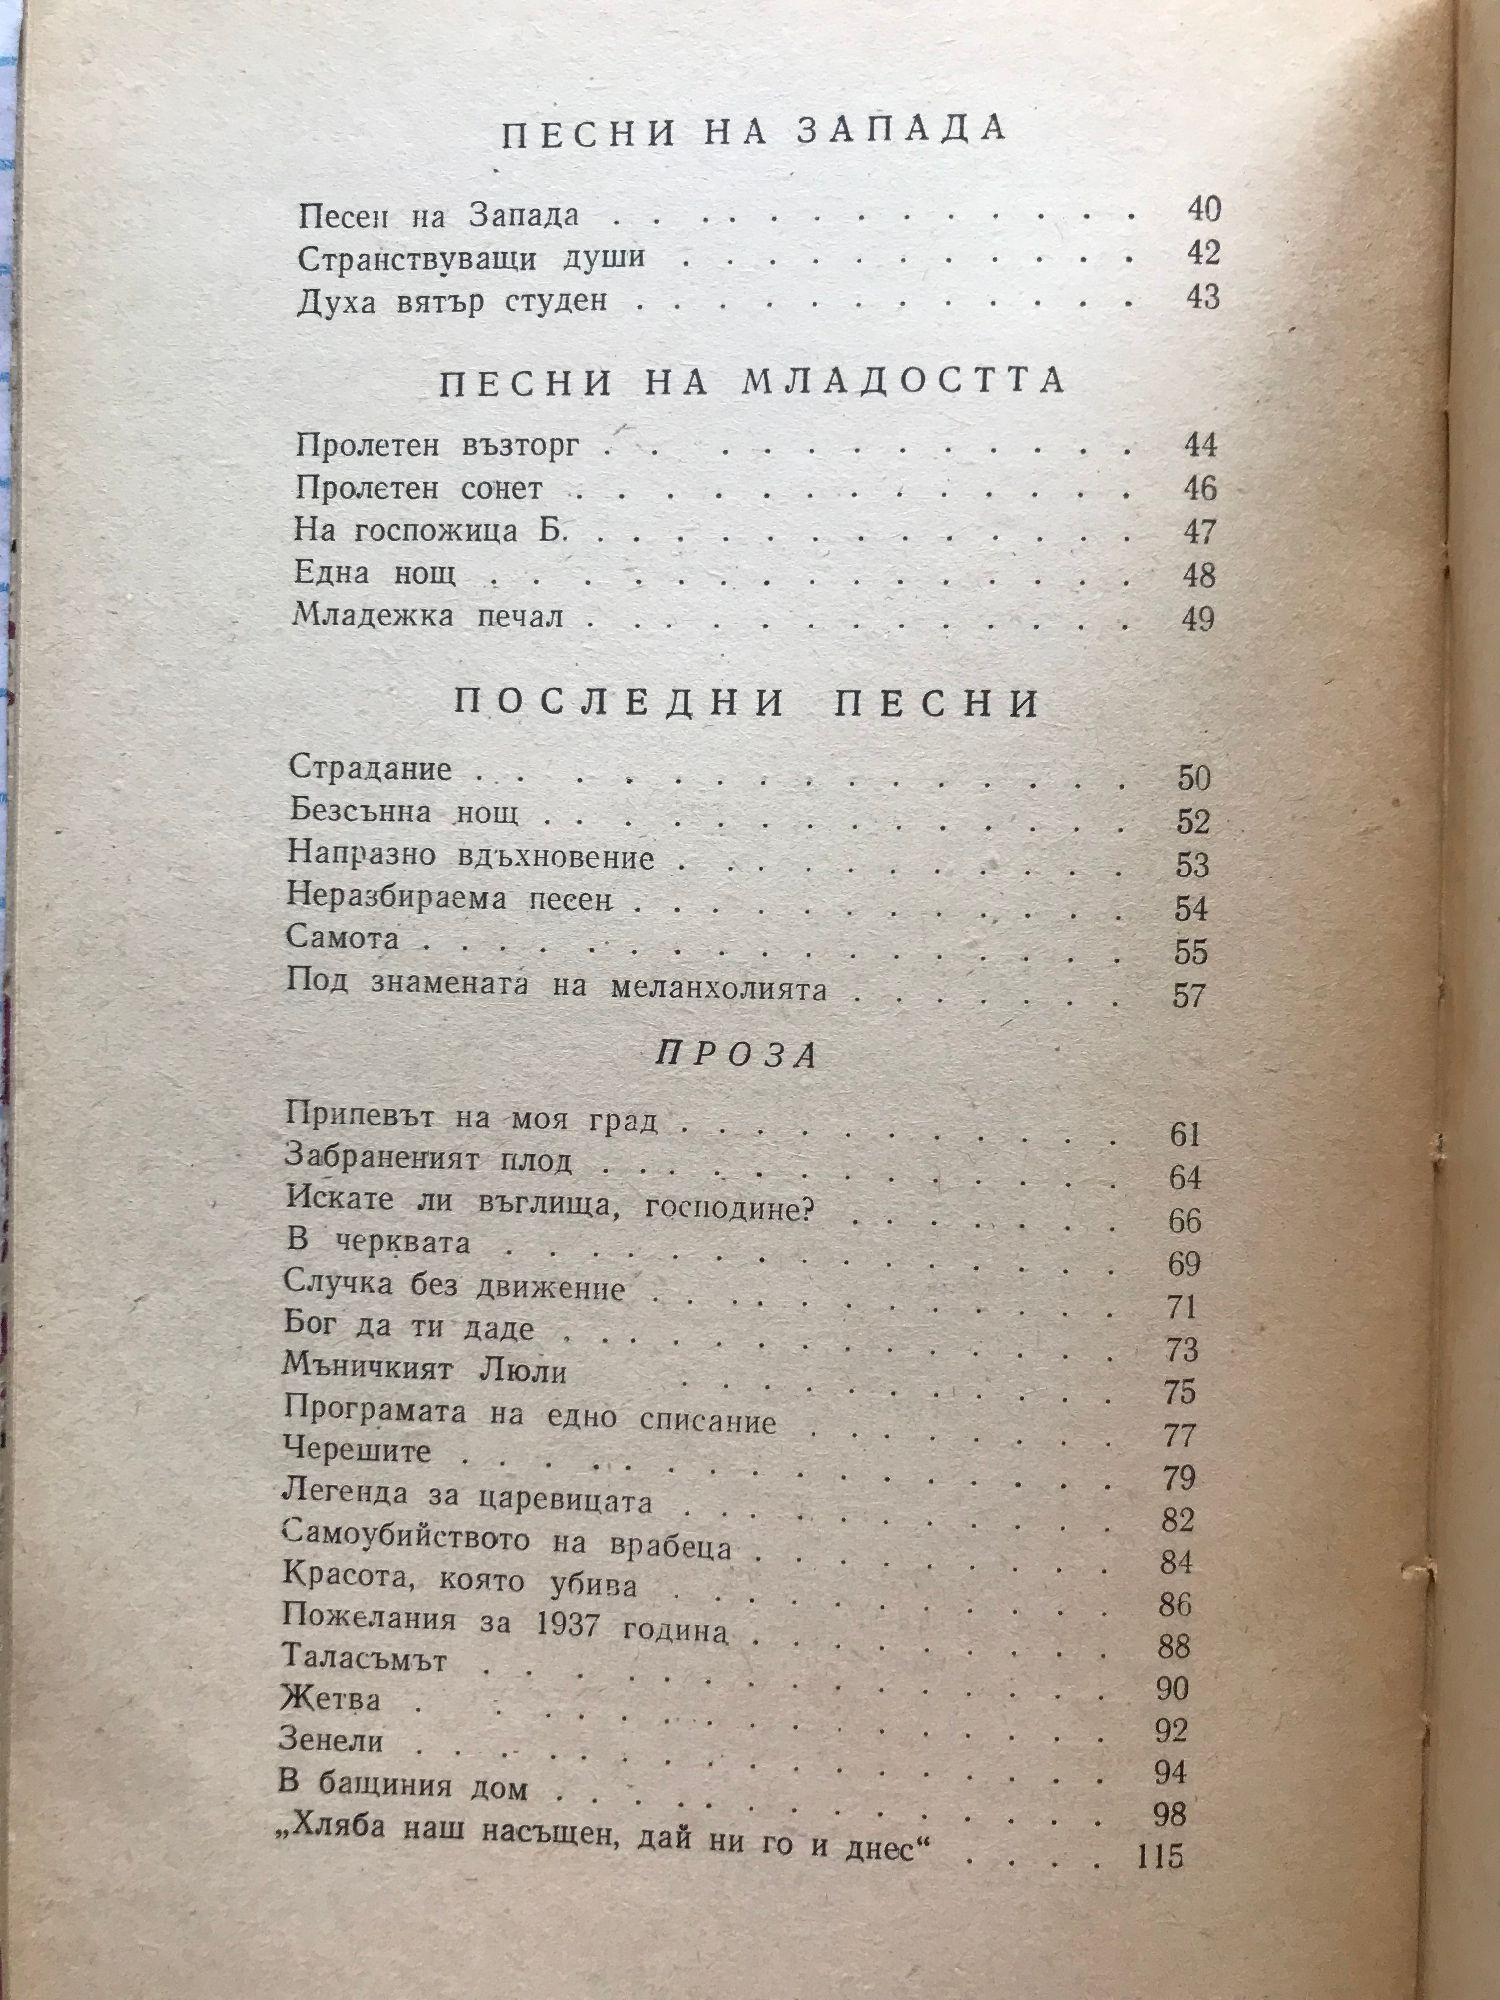 ПЕСНИ НА ЗАПАДА
Песен на Запада . . . . . . . . . . . . . 40
Странствуващи души . . . . . . . . . . . 42
Духа вятър студен . . . . . . . . . . . . 43
ПЕСНИ НА МЛАДОСТТА
Пролетен възторг . . . . . . . . . . . . 44
Пролетен сонет . . . . . . . . . . . . . 46
На госпожица Б. . . . . . . . . . . . . . 47
Една нощ . . . . . . . . . . . . . . . 48
Младежка печал . . . . . . . . . . . . . 49
ПОСЛЕДНИ ПЕСНИ
Страдание . . . . . . . . . . . . . . . 50
Безсънна нощ . . . . . . . . . . . . . . 52
Напразно вдъхновение . . . . . . . . . . . 53
Неразбираема песен . . . . . . . . . . . . 54
Самота . . . . . . . . . . . . . . . . 55
Под знамената на меланхолията . . . . . . . 57
ПРОЗА
Припевът на моя град . . . . . . . . . . . 61
Забраненият плод . . . . . . . . . . . . . 64
Искате ли въглища, господине? . . . . . . . 66
В черквата . . . . . . . . . . . . . . . 69
Случка без движение . . . . . . . . . . . . 71
Бог да ти даде . . . . . . . . . . . . . . 73
Мъничкият Люли . . . . . . . . . . . 75
Програмата на едно списание . . . . . . . . 77
Черешите . . . . . . . . . . . . . . . . 79
Легенда за царевицата . . . . . . . . . . . 82
Самоубийството на врабеца . . . . . . . . . 84
Красота, която убива . . . . . . . . . . . 86
Пожелания за 1937 година . . . . . . . . . 88
Таласъмът . . . . . . . . . . . . . . . 90
Жетва . . . . . . . . . . . . . . . . 92
Зенели . . . . . . . . . . . . . . . . . 94
В бащиния дом . . . . . . . . . . . . . . 98
„Хляба наш насъщен, дай ни го и днес“ . . . . 115